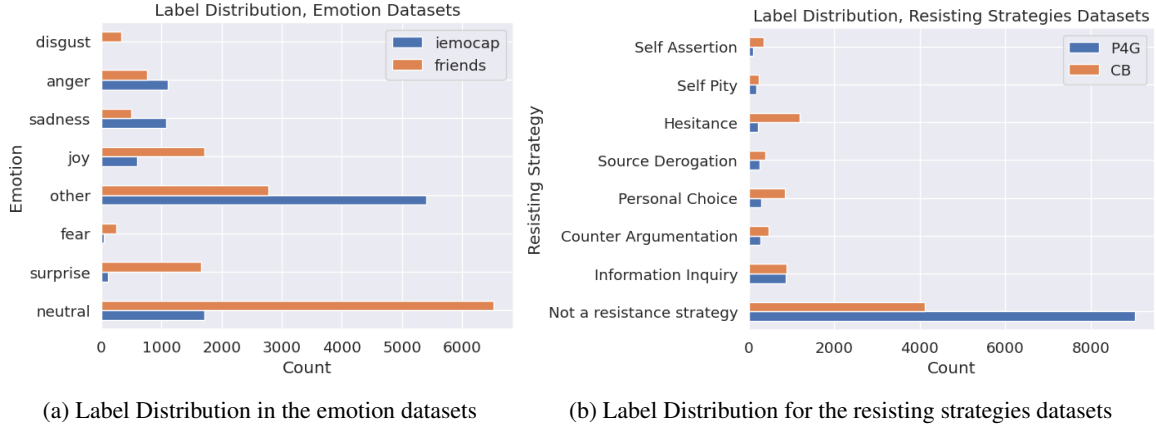 Label Distribution, Emotion Datasets
iemocap
friends
Emotion
disgust
anger
sadness
joy
other
fear
surprise
neutral
0 1000 2000 3000 4000 5000 6000
Count
(a) Label Distribution in the emotion datasets
Label Distribution, Resisting Strategies Datasets
P4G
CB
Resisting Strategy
Self Assertion
Self Pity
Hesitance
Source Derogation
Personal Choice
Counter Argumentation
Information Inquiry
Not a resistance strategy
0 2000 4000 6000 8000
Count
(b) Label Distribution for the resisting strategies datasets